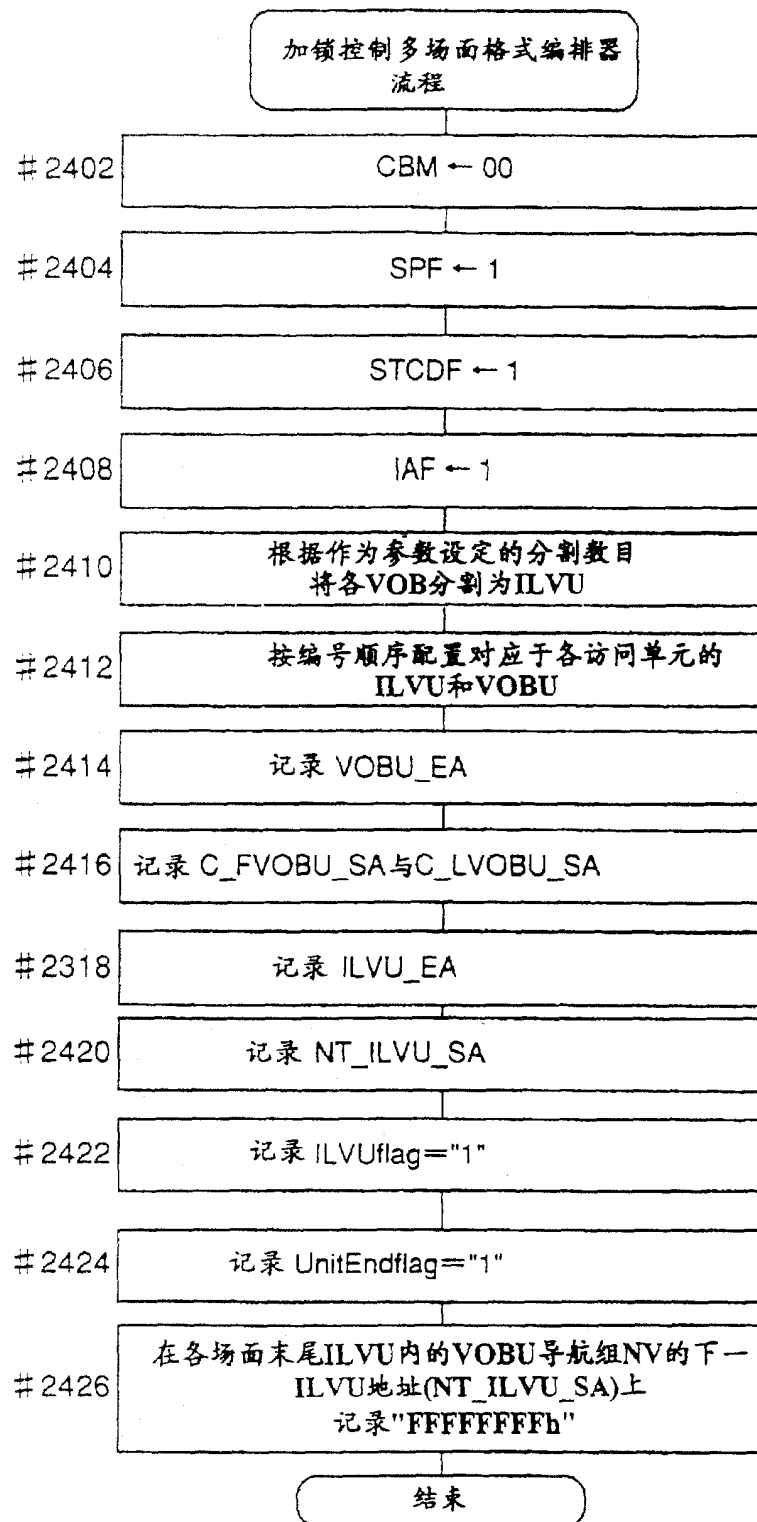 加锁控制多场面格式编排器
流程
#2402
CBM ← 00
#2404
SPF ← 1
#2406
STCDF ← 1
#2408
IAF ← 1
#2410
根据作为参数设定的分割数目
将各VOB分割为ILVU
#2412
按编号顺序配置对应于各访问单元的
ILVU和VOBU
#2414
记录 VOBU_EA
#2416
记录 C_FVOBU_SA与C_LVOBU_SA
#2318
记录 ILVU_EA
#2420
记录 NT_ILVU_SA
#2422
记录 ILVUflag="1"
#2424
记录 UnitEndflag="1"
#2426
在各场面末尾ILVU内的VOBU导航组NV的下一
ILVU地址(NT_ILVU_SA)上
记录"FFFFFFFFh"
结束